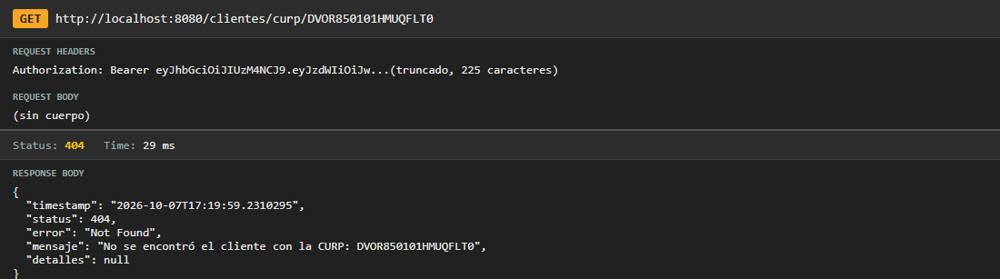 GET http://localhost:8080/clientes/curp/DVOR850101HMUQFLT0
REQUEST HEADERS
Authorization: Bearer eyJhbGciOiJIUzM4NCJ9.eyJzdWIiOiJw...(truncado, 225 caracteres)
REQUEST BODY
(sin cuerpo)
Status: 404 Time: 29 ms
RESPONSE BODY
{
"timestamp": "2026-10-07T17:19:59.2310295",
"status": 404,
"error": "Not Found",
"mensaje": "No se encontró el cliente con la CURP: DVOR850101HMUQFLT0",
"detalles": null
}